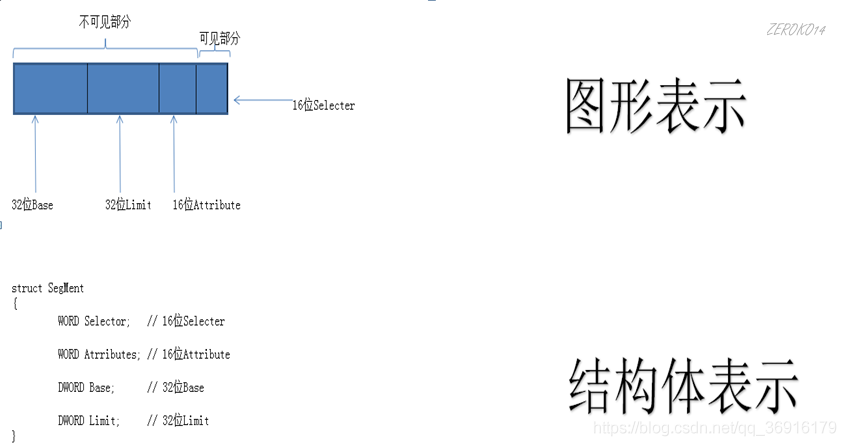 不可见部分
可见部分
ZEROKO14
16位Selecter
图形表示
32位Base
32位Limit
16位Attribute
struct SegMent
{
WORD Selector; // 16位Selecter
WORD Atrributes; // 16位Attribute
DWORD Base; // 32位Base
DWORD Limit; // 32位Limit
}
结构体表示
https://blog.csdn.net/qq_36916179